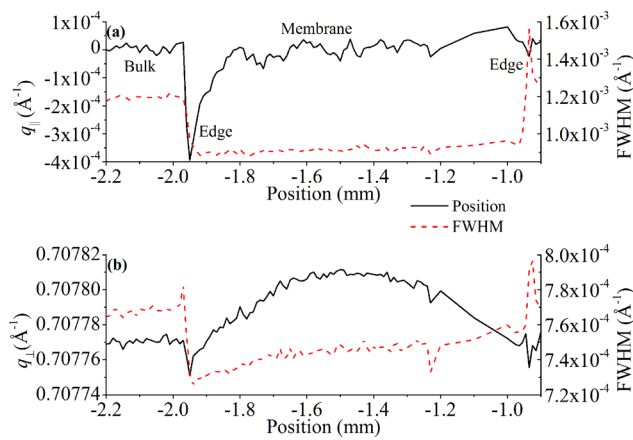 (a)
Membrane
Bulk
Edge
Edge
1x10⁻⁴
0
-1x10⁻⁴
-2x10⁻⁴
-3x10⁻⁴
-4x10⁻⁴
q∥ (Å⁻¹)
1.6x10⁻³
1.4x10⁻³
1.2x10⁻³
1.0x10⁻³
FWHM (Å⁻¹)
-2.2 -2.0 -1.8 -1.6 -1.4 -1.2 -1.0
Position (mm)
Position
FWHM
(b)
0.70782
0.70780
0.70778
0.70776
0.70774
q⊥(Å⁻¹)
8.0x10⁻⁴
7.8x10⁻⁴
7.6x10⁻⁴
7.4x10⁻⁴
7.2x10⁻⁴
FWHM (Å⁻¹)
-2.2 -2.0 -1.8 -1.6 -1.4 -1.2 -1.0
Position (mm)